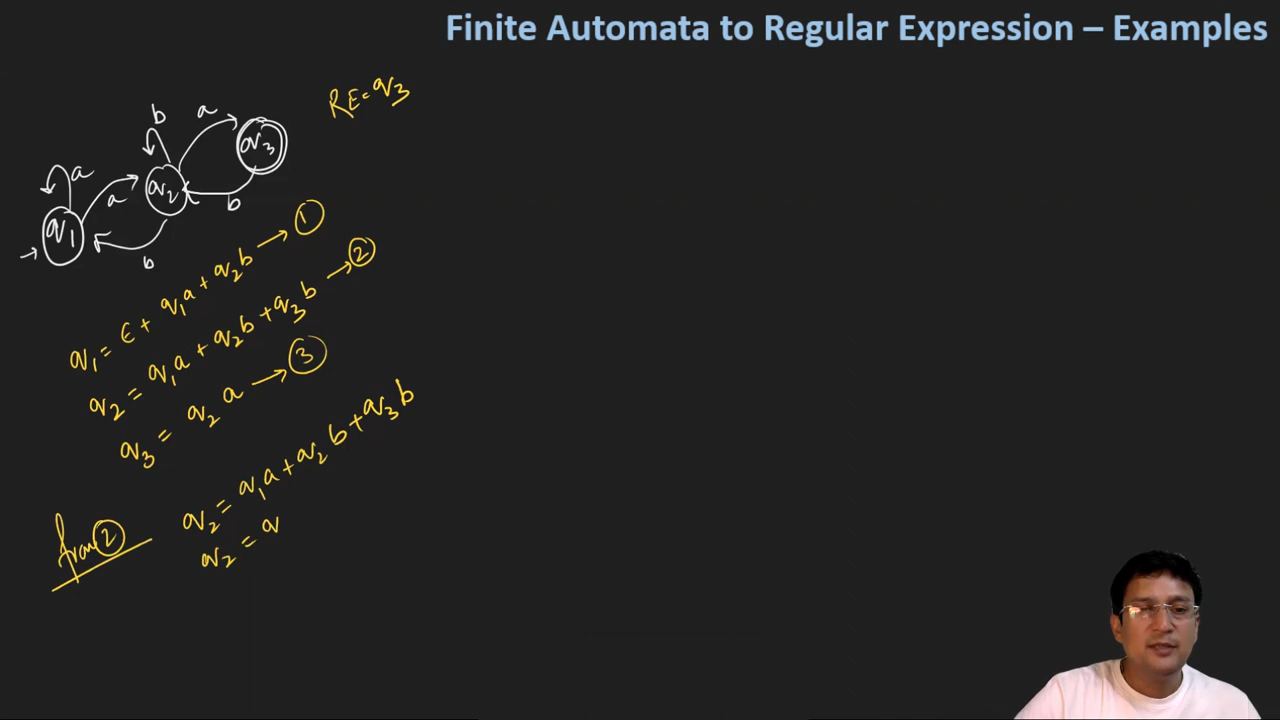 Finite Automata to Regular Expression – Examples
RE = q3
b
a
q3
a
a
q2
b
q1
b
q1 = ϵ + q1a + q2b → ①
q2 = q1a + q2b + q3b → ②
q3 = q2a → ③
from ② q2 = q1a + q2b + q3b
q2 = q